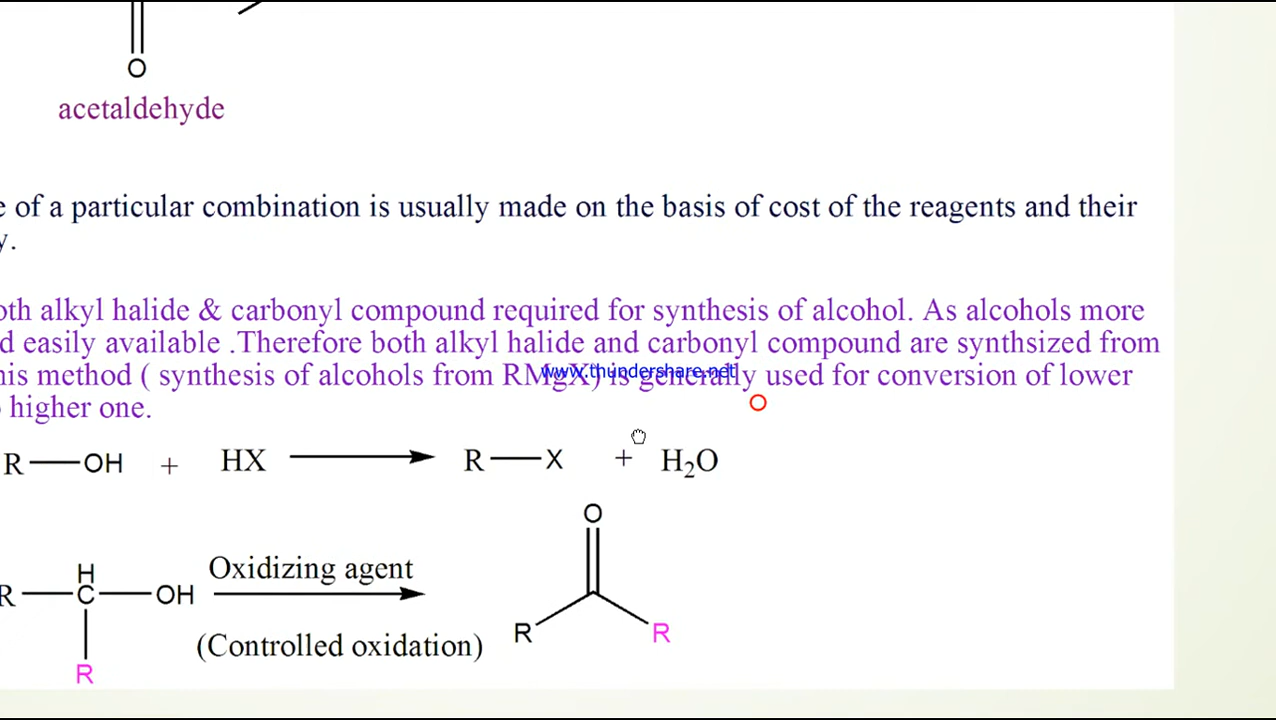 O
acetaldehyde
e of a particular combination is usually made on the basis of cost of the reagents and their
y.
oth alkyl halide & carbonyl compound required for synthesis of alcohol. As alcohols more
d easily available .Therefore both alkyl halide and carbonyl compound are synthsized from
his method ( synthesis of alcohols from RMgX) is generally used for conversion of lower
www.thundershare.net
higher one.
R—OH + HX R—X + H₂O
O
H
R—C—OH
R
Oxidizing agent
(Controlled oxidation)
R R